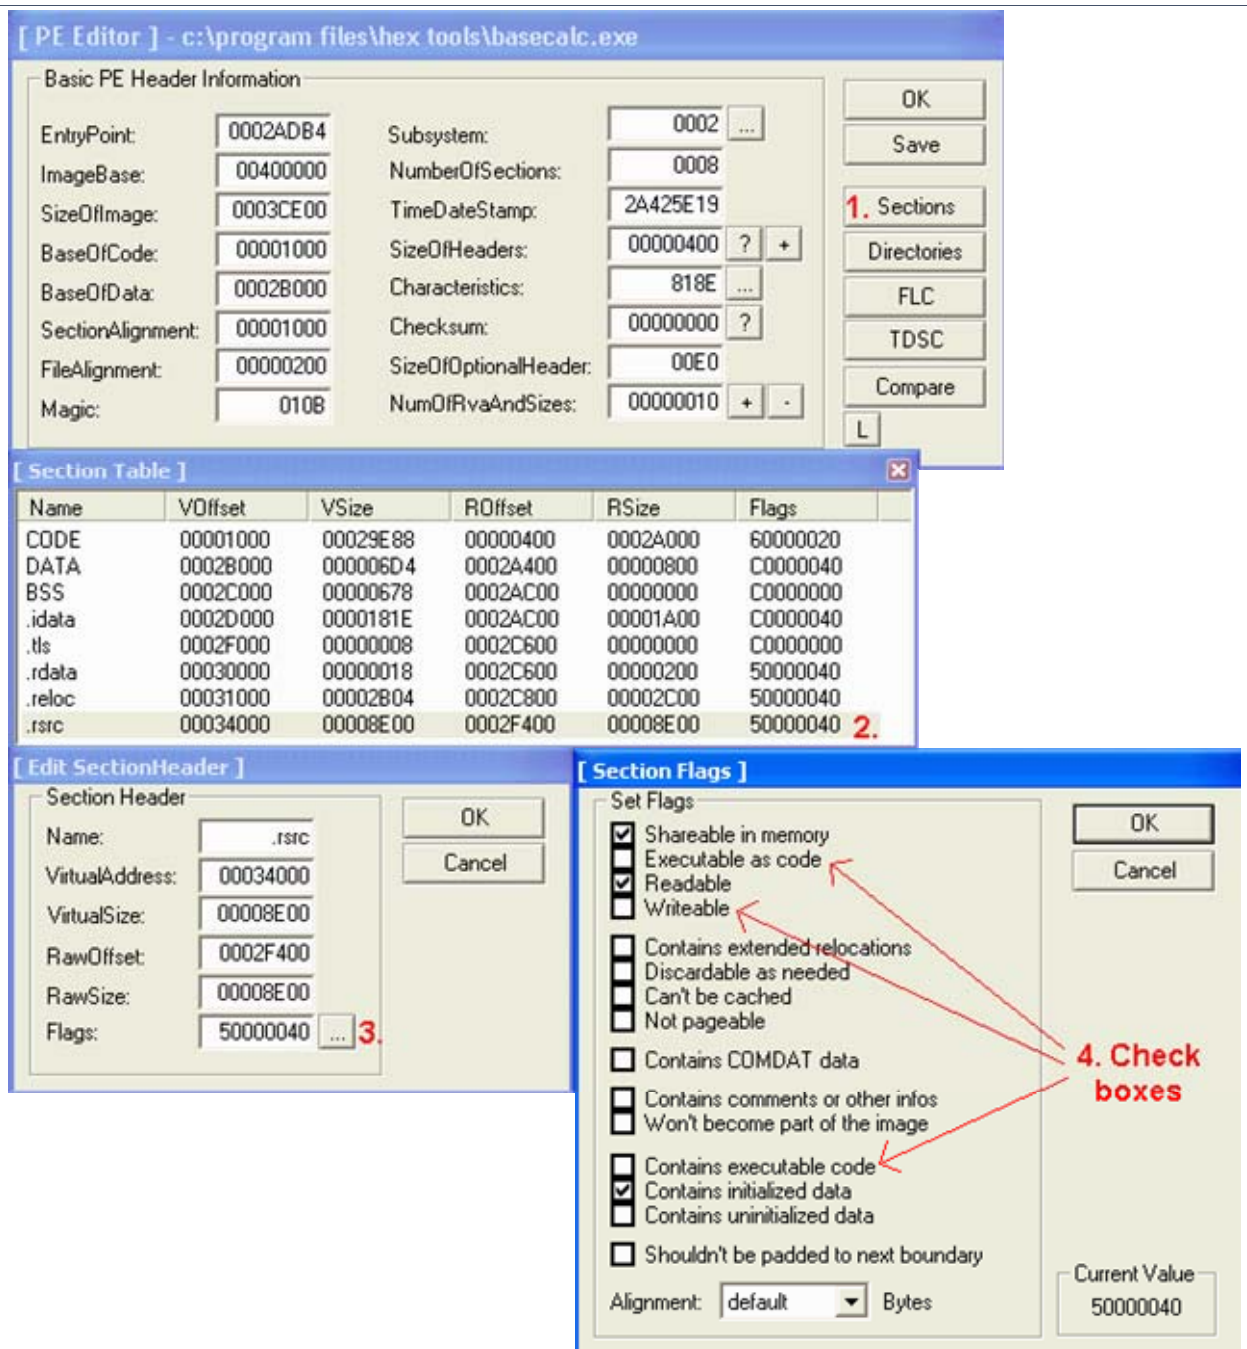 [ PE Editor ] - c:\program files\hex tools\basecalc.exe
Basic PE Header Information
EntryPoint: 0002ADB4
ImageBase: 00400000
SizeOfImage: 0003CE00
BaseOfCode: 00001000
BaseOfData: 0002B000
SectionAlignment: 00001000
FileAlignment: 00000200
Magic: 010B
Subsystem: 0002 ...
NumberOfSections: 0008
TimeDateStamp: 2A425E19
SizeOfHeaders: 00000400 ? +
Characteristics: 818E ...
Checksum: 00000000 ?
SizeOfOptionalHeader: 00E0
NumOfRvaAndSizes: 00000010 + -
OK
Save
1. Sections
Directories
FLC
TDSC
Compare
L
[ Section Table ]
Name VOffset VSize ROffset RSize Flags
CODE 00001000 00029E88 00000400 0002A000 60000020
DATA 0002B000 000006D4 0002A400 00000800 C0000040
BSS 0002C000 00000678 0002AC00 00000000 C0000000
.idata 0002D000 0000181E 0002AC00 00001A00 C0000040
.tls 0002F000 00000008 0002C600 00000000 C0000000
.rdata 00030000 00000018 0002C600 00000200 50000040
.reloc 00031000 00002B04 0002C800 00002C00 50000040
.rsrc 00034000 00008E00 0002F400 00008E00 50000040 2.
[ Edit SectionHeader ]
Section Header
Name: .rsrc
VirtualAddress: 00034000
VirtualSize: 00008E00
RawOffset: 0002F400
RawSize: 00008E00
Flags: 50000040 ... 3.
OK
Cancel
[ Section Flags ]
Set Flags
Shareable in memory
Executable as code
Readable
Writeable
Contains extended relocations
Discardable as needed
Can't be cached
Not pageable
Contains COMDAT data
Contains comments or other infos
Won't become part of the image
Contains executable code
Contains initialized data
Contains uninitialized data
Shouldn't be padded to next boundary
Alignment: default Bytes
OK
Cancel
4. Check
boxes
Current Value
50000040